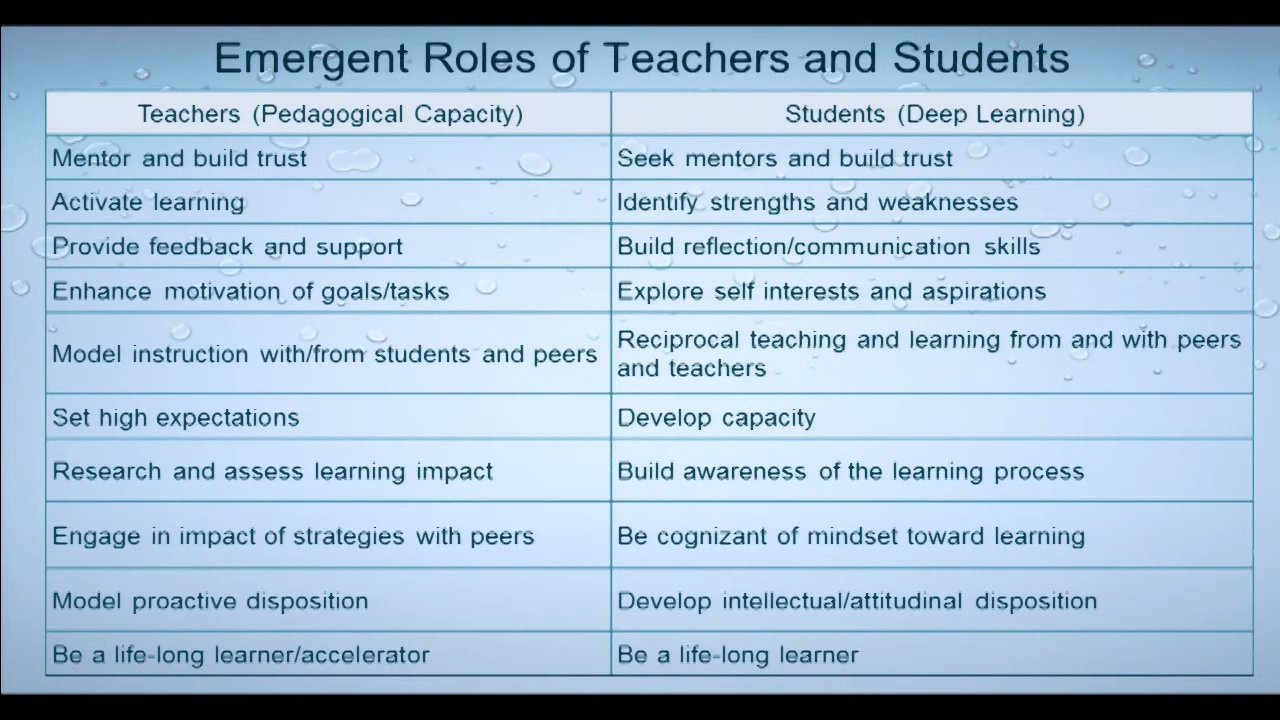 Emergent Roles of Teachers and Students
Teachers (Pedagogical Capacity)
Students (Deep Learning)
Mentor and build trust
Seek mentors and build trust
Activate learning
Identify strengths and weaknesses
Provide feedback and support
Build reflection/communication skills
Enhance motivation of goals/tasks
Explore self interests and aspirations
Model instruction with/from students and peers
Reciprocal teaching and learning from and with peers
and teachers
Set high expectations
Develop capacity
Research and assess learning impact
Build awareness of the learning process
Engage in impact of strategies with peers
Be cognizant of mindset toward learning
Model proactive disposition
Develop intellectual/attitudinal disposition
Be a life-long learner/accelerator
Be a life-long learner